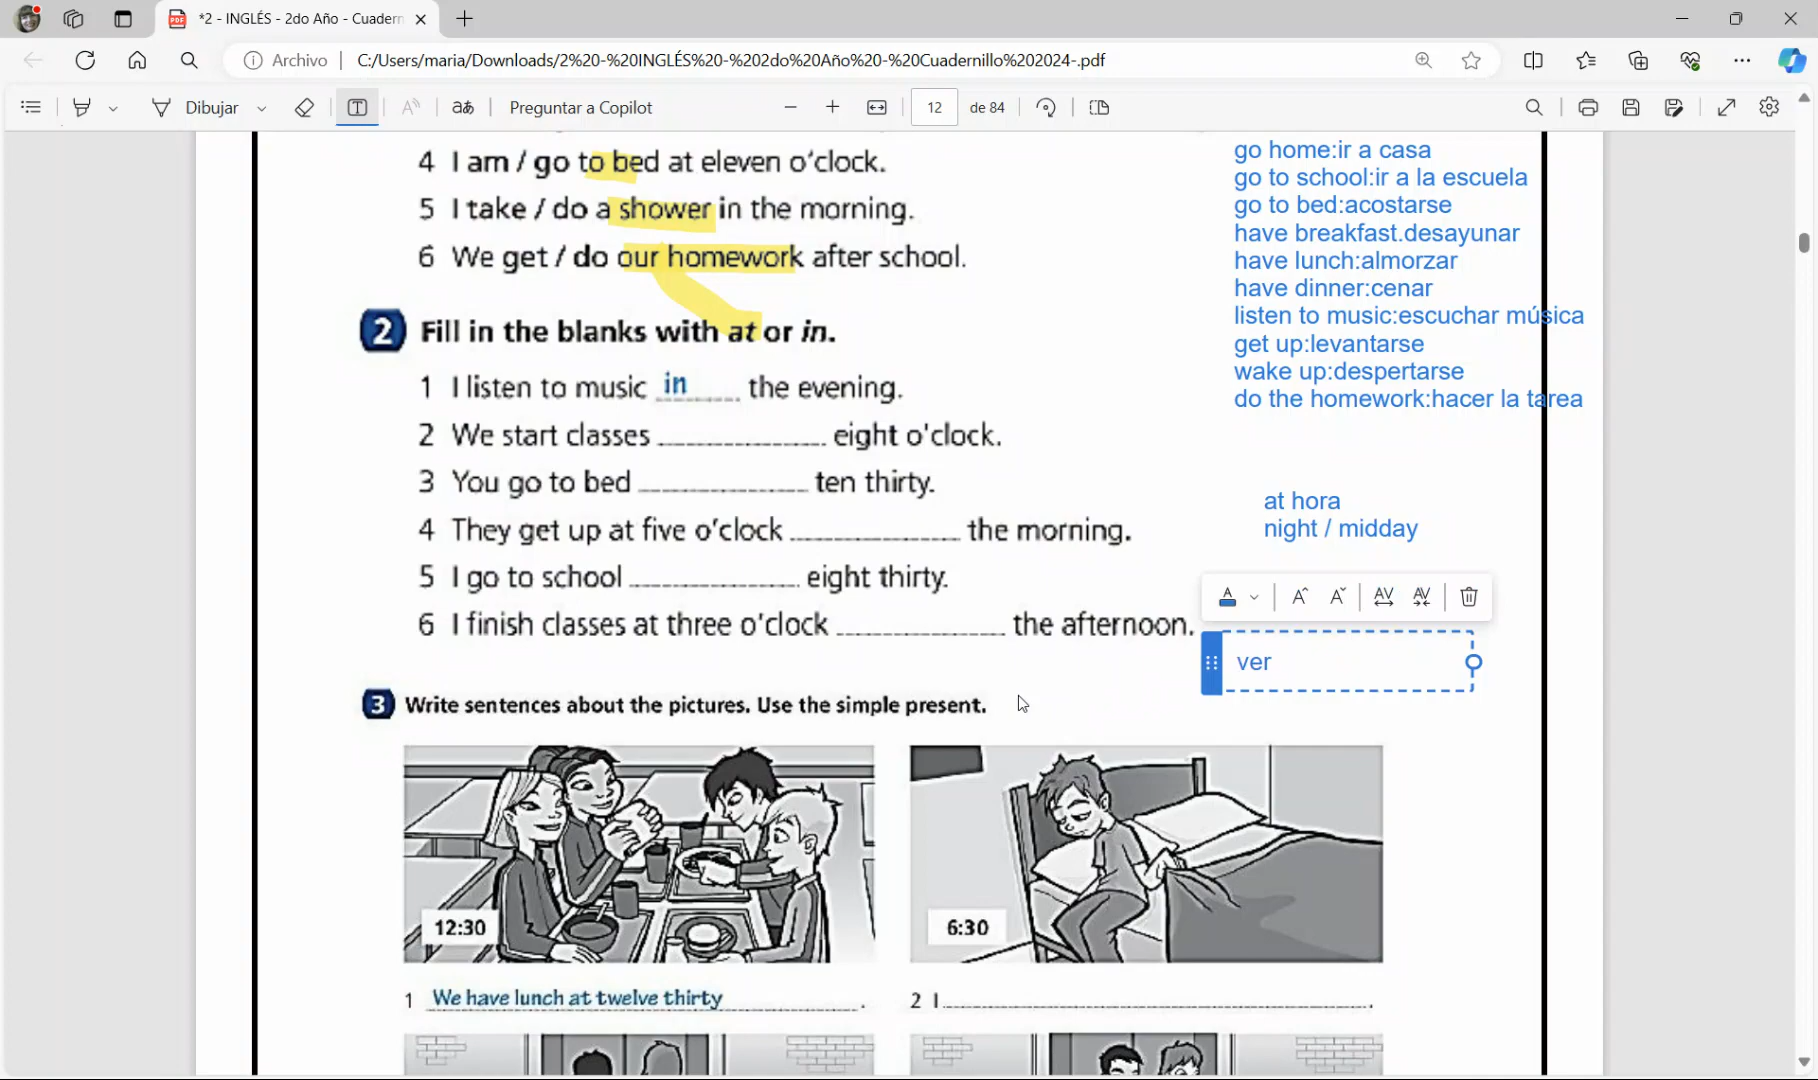 *2 - INGLÉS - 2do Año - Cuadern
Archivo
C:/Users/maria/Downloads/2%20-%20INGLÉS%20-%202do%20Año%20-%20Cuadernillo%202024-.pdf
Dibujar
Preguntar a Copilot
12 de 84
4 I am / go to bed at eleven o'clock.
5 I take / do a shower in the morning.
6 We get / do our homework after school.
2 Fill in the blanks with at or in.
1 I listen to music in the evening.
2 We start classes eight o'clock.
3 You go to bed ten thirty.
4 They get up at five o'clock the morning.
5 I go to school eight thirty.
6 I finish classes at three o'clock the afternoon.
go home:ir a casa
go to school:ir a la escuela
go to bed:acostarse
have breakfast.desayunar
have lunch:almorzar
have dinner:cenar
listen to music:escuchar música
get up:levantarse
wake up:despertarse
do the homework:hacer la tarea
at hora
night / midday
ver
3 Write sentences about the pictures. Use the simple present.
12:30
6:30
1 We have lunch at twelve thirty .
2 I .